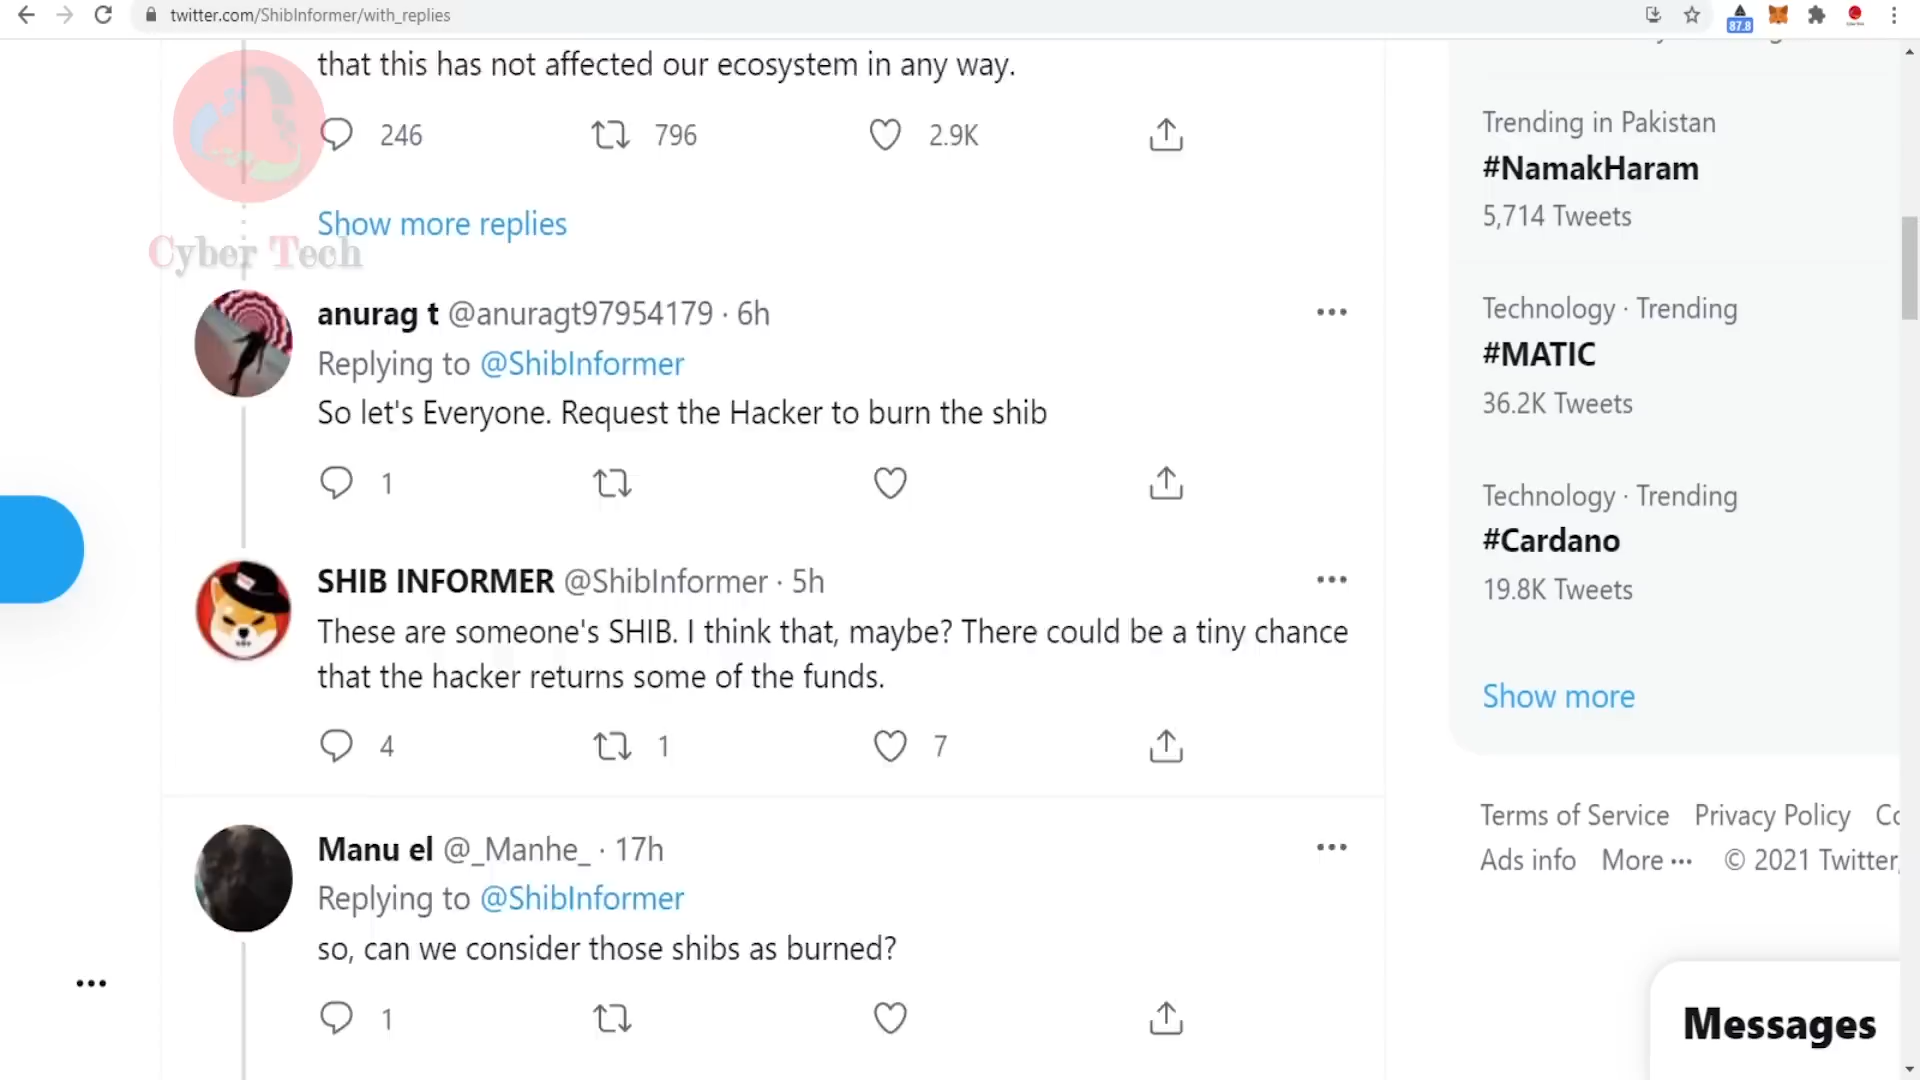 twitter.com/ShibInformer/with_replies
87.8
that this has not affected our ecosystem in any way.
246 796 2.9K
Show more replies
Cyber Tech
anurag t @anuragt97954179 · 6h
Replying to @ShibInformer
So let's Everyone. Request the Hacker to burn the shib
1
SHIB INFORMER @ShibInformer · 5h
These are someone's SHIB. I think that, maybe? There could be a tiny chance
that the hacker returns some of the funds.
4 1 7
Manu el @_Manhe_ · 17h
Replying to @ShibInformer
so, can we consider those shibs as burned?
1
Trending in Pakistan
#NamakHaram
5,714 Tweets
Technology · Trending
#MATIC
36.2K Tweets
Technology · Trending
#Cardano
19.8K Tweets
Show more
Terms of Service Privacy Policy
Ads info More ··· © 2021 Twitter,
Messages